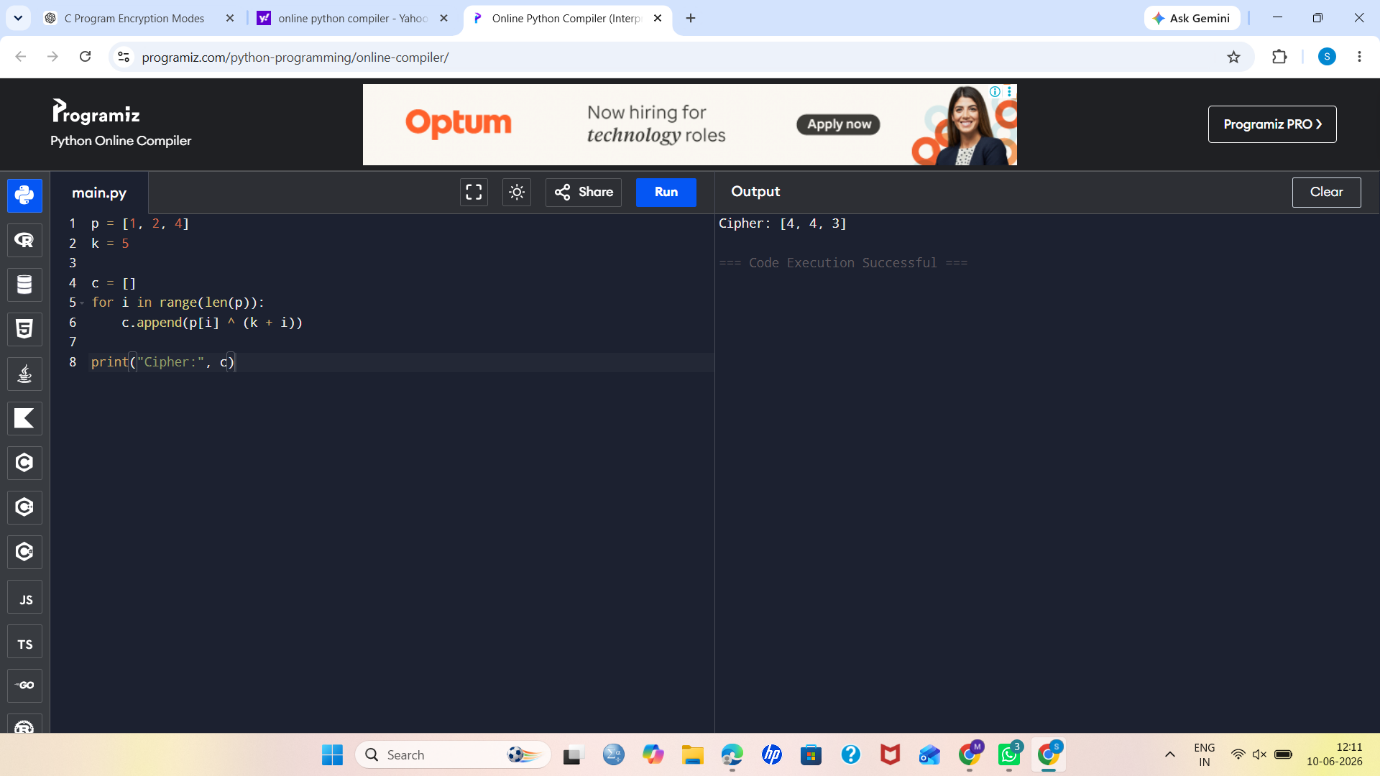 C Program Encryption Modes
online python compiler - Yahoo
Online Python Compiler (Interp
Ask Gemini
programiz.com/python-programming/online-compiler/
S
Programiz
Python Online Compiler
Optum
Now hiring for
technology roles
Apply now
Programiz PRO >
main.py
Share
Run
Output
Clear
1 p = [1, 2, 4]
2 k = 5
3
4 c = []
5 for i in range(len(p)):
6 c.append(p[i] ^ (k + i))
7
8 print("Cipher:", c)
Cipher: [4, 4, 3]
=== Code Execution Successful ===
JS
TS
GO
Search
hp
M
3
S
ENG
IN
12:11
10-06-2026